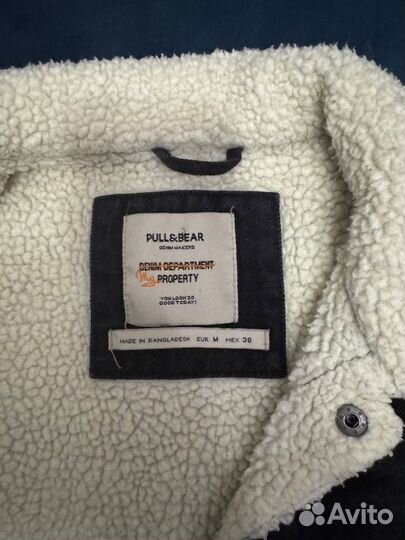 PULL&BEAR
DENIM MAKERS
DENIM DEPARTMENT
My PROPERTY
YOU LOOK SO
GOOD TODAY!
MADE IN BANGLADESH EUR M MEX 38
Avito